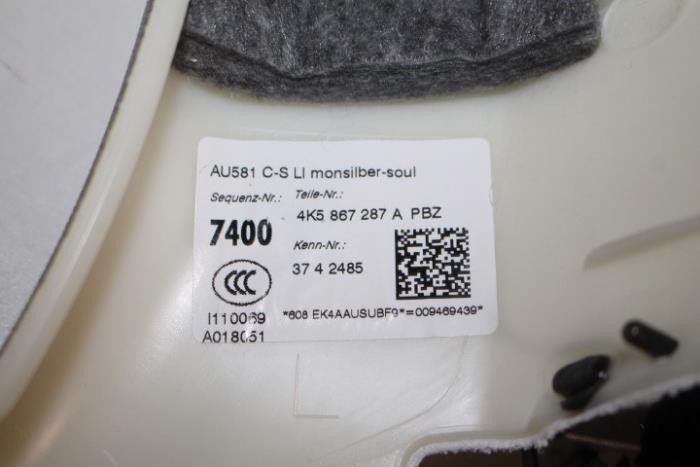 AU581 C-S LI monsilber-soul
Sequenz-Nr.: Teile-Nr.:
7400 4K5 867 287 A PBZ
Kenn-Nr.:
37 4 2485
CCC
I110069
*608 EK4AAUSUBF9*=009469439*
A018051